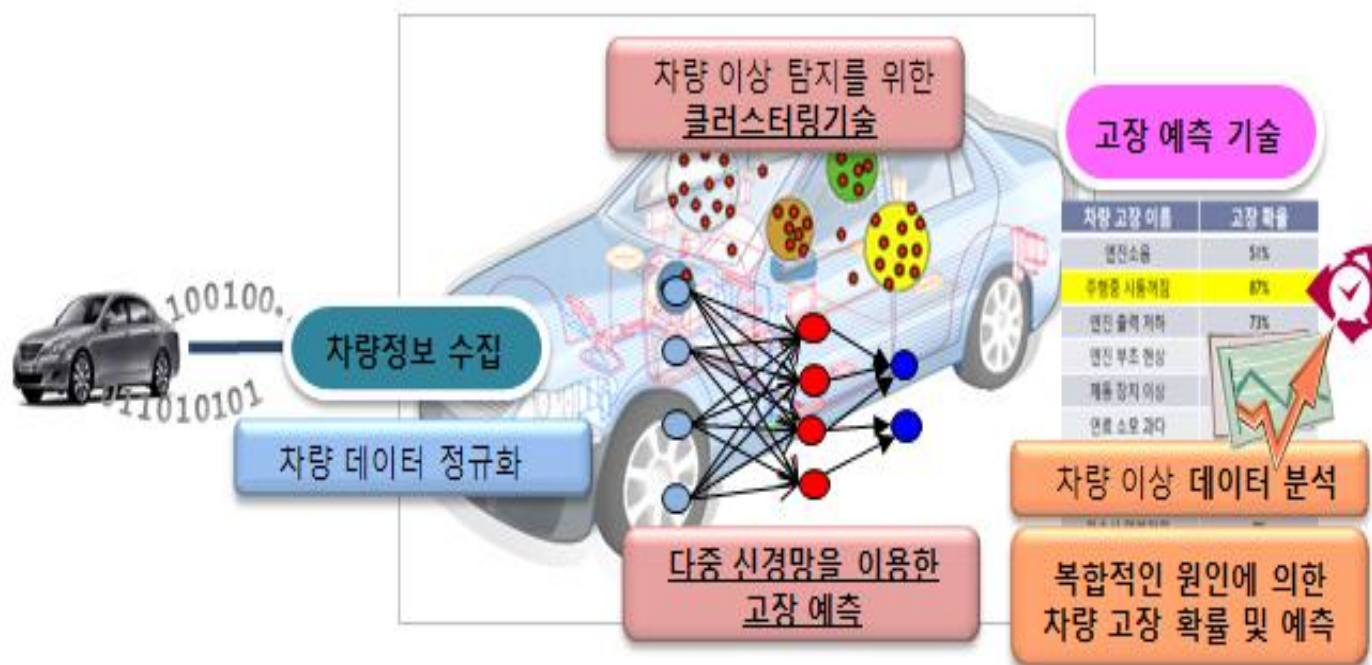 차량 이상 탐지를 위한
클러스터링기술
고장 예측 기술
차량 고장 이름 고장 확율
엔진소음 51%
주행중 시동꺼짐 87%
엔진 출력 저하 73%
엔진 부조 현상
제동 장치 이상
연료 소모 과다
100100.
011010101
차량정보 수집
차량 데이터 정규화
차량 이상 데이터 분석
다중 신경망을 이용한
고장 예측
복합적인 원인에 의한
차량 고장 확률 및 예측